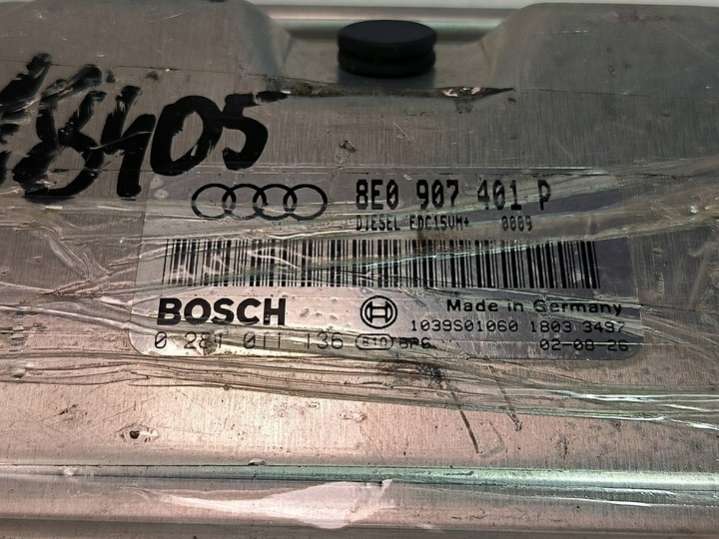 18405
8E0 907 401 P
DIESEL EDC15VM+ 0009
BOSCH
Made in Germany
1039S01060 1803 3497
0 281 011 136
02-08-26